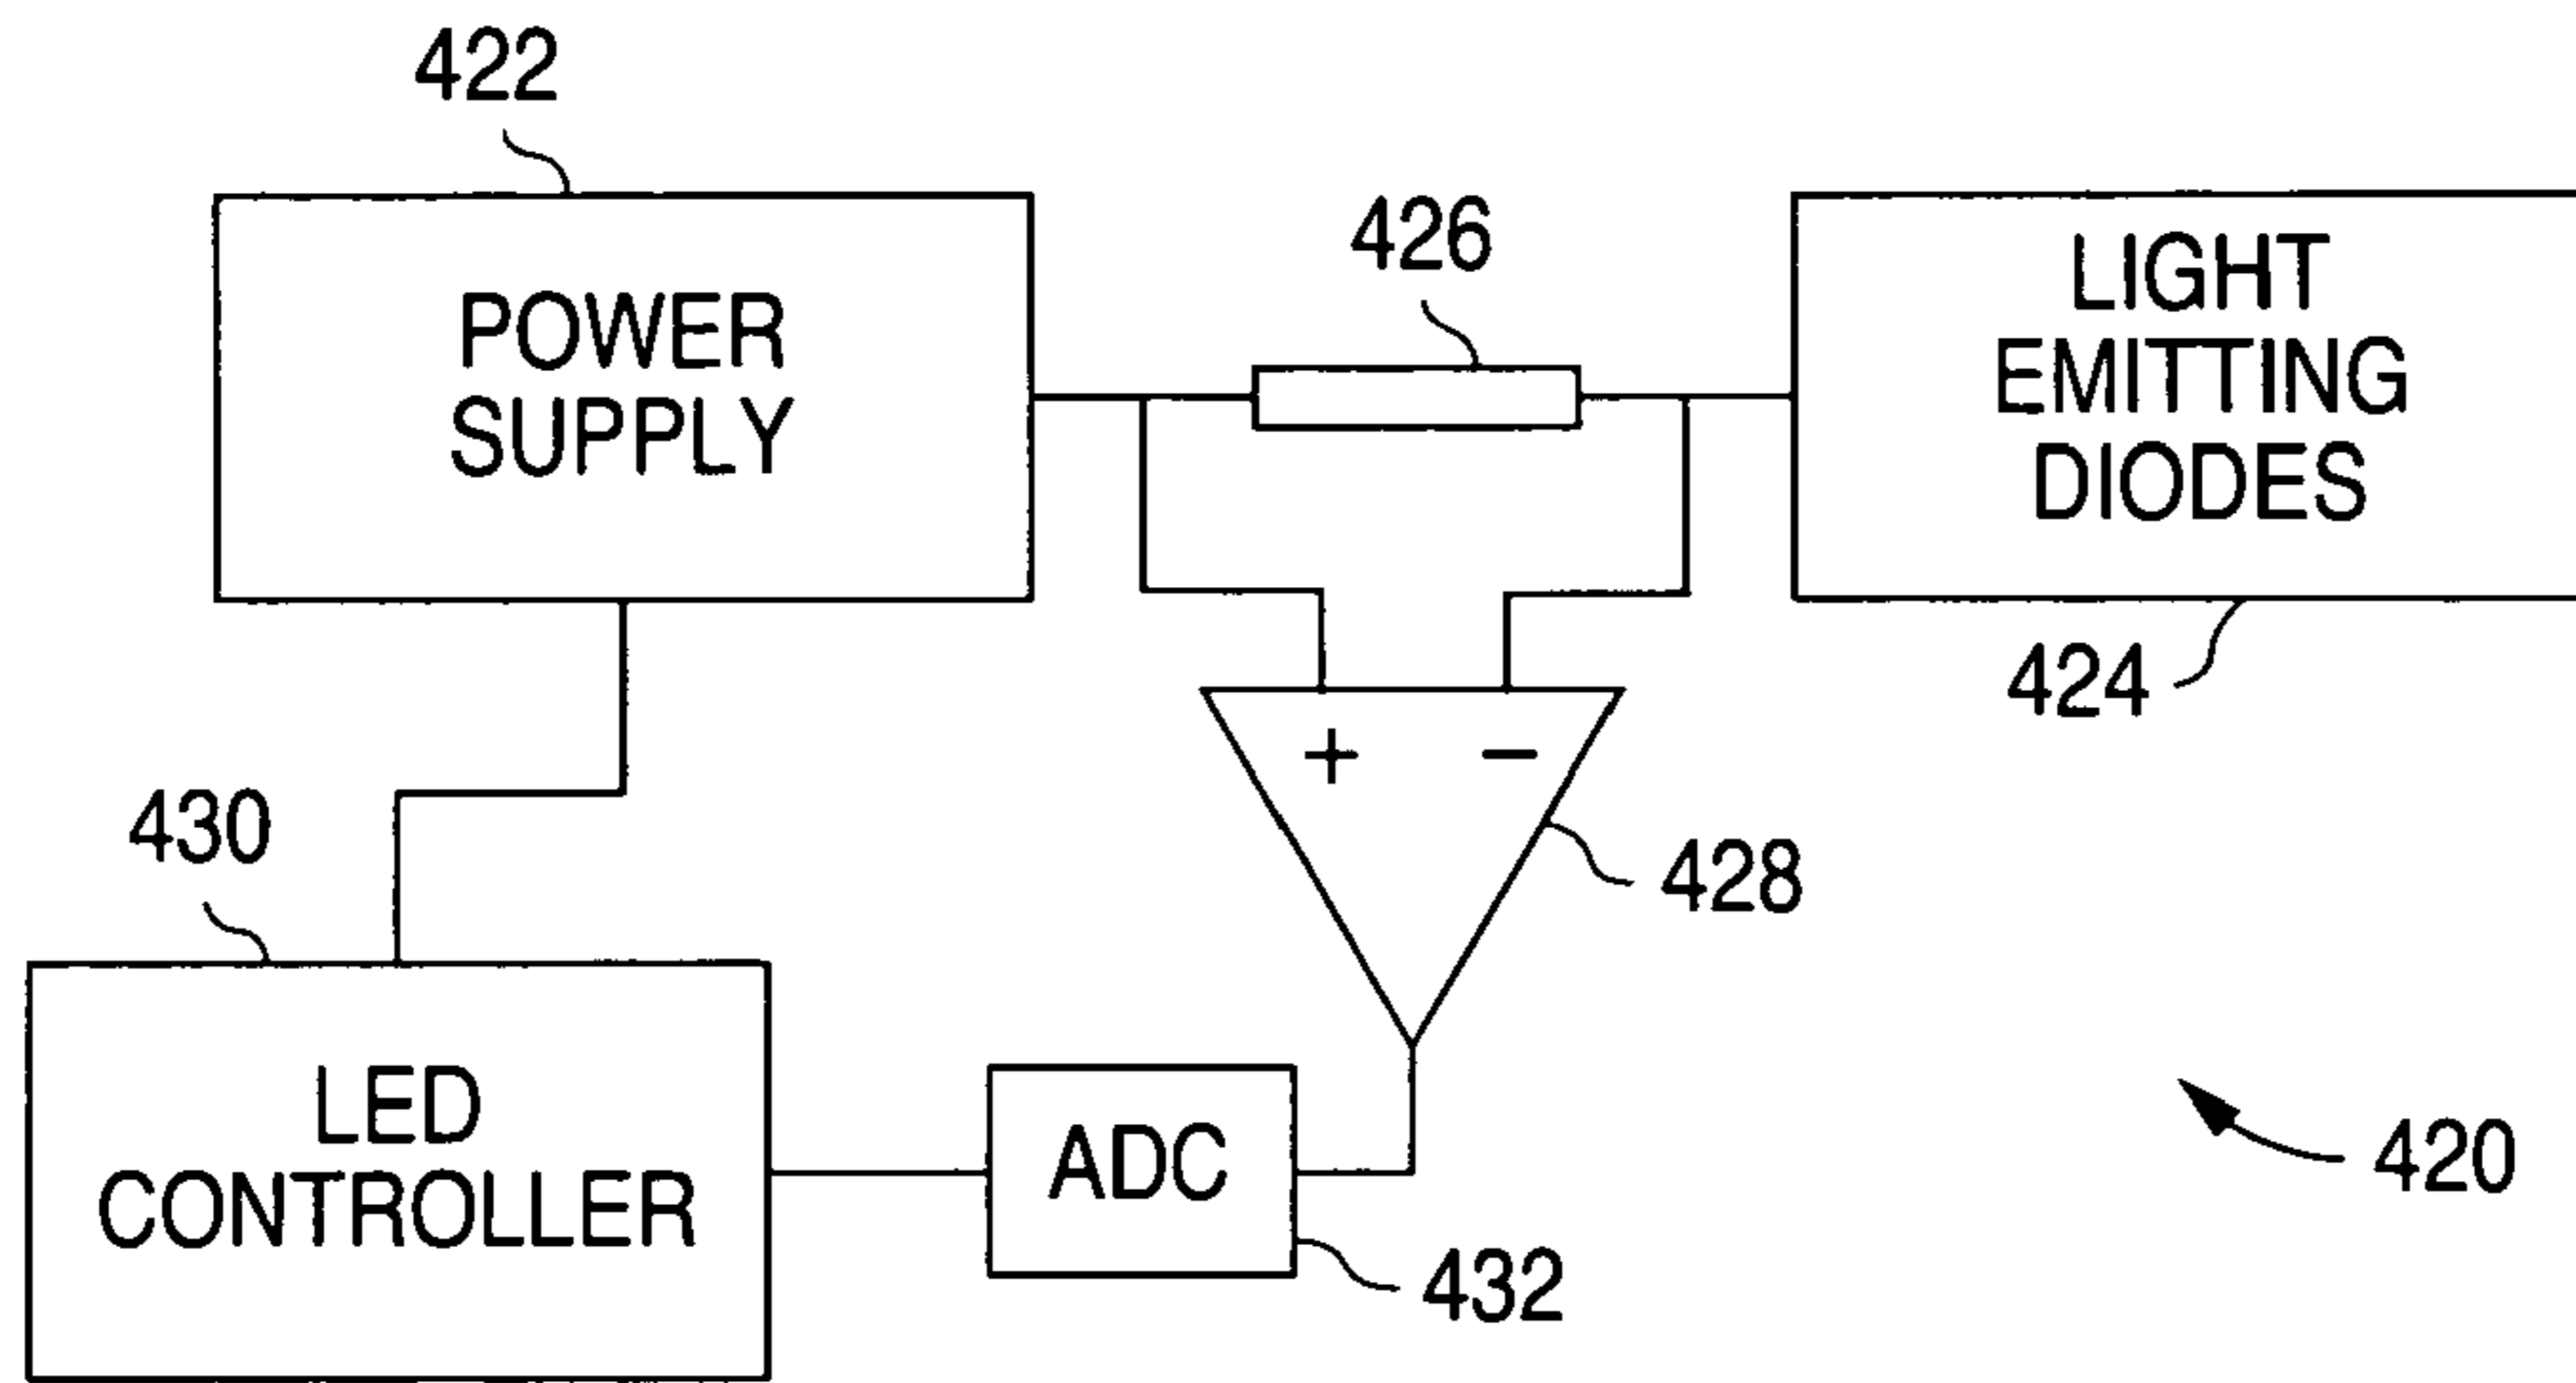 422
POWER
SUPPLY
426
LIGHT
EMITTING
DIODES
424
+ −
428
430
LED
CONTROLLER
ADC
432
420